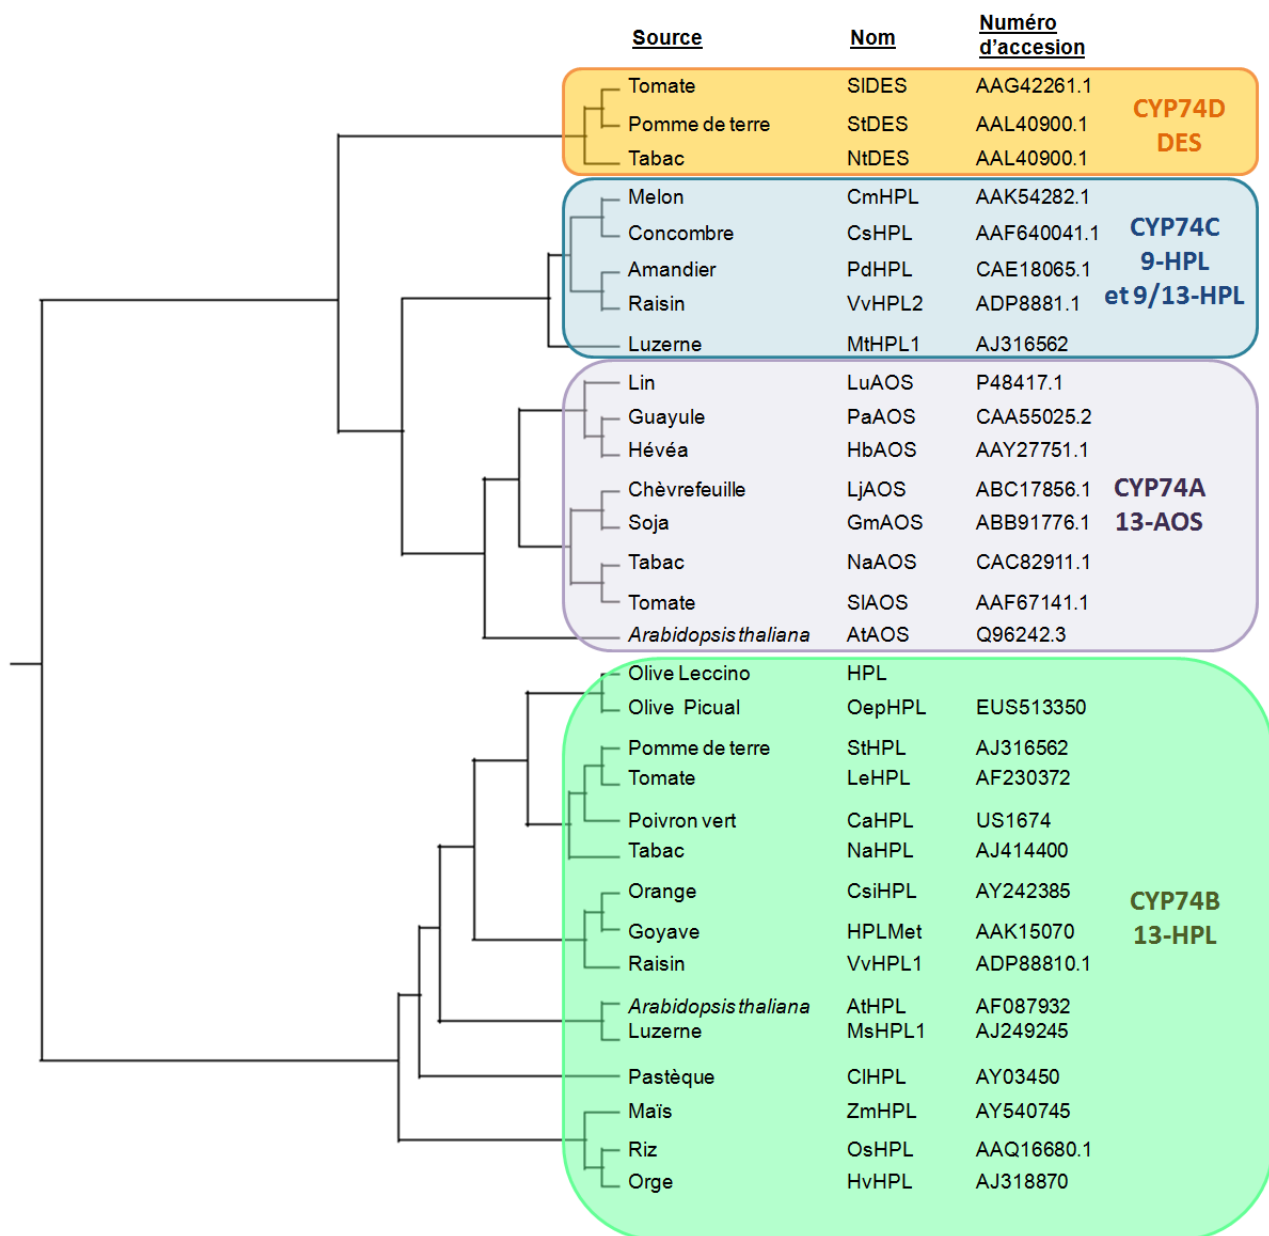 Source Nom Numéro d'accesion
Tomate SlDES AAG42261.1
Pomme de terre StDES AAL40900.1
Tabac NtDES AAL40900.1
CYP74D
DES
Melon CmHPL AAK54282.1
Concombre CsHPL AAF640041.1
Amandier PdHPL CAE18065.1
Raisin VvHPL2 ADP8881.1
Luzerne MtHPL1 AJ316562
CYP74C
9-HPL
et 9/13-HPL
Lin LuAOS P48417.1
Guayule PaAOS CAA55025.2
Hévéa HbAOS AAY27751.1
Chèvrefeuille LjAOS ABC17856.1
Soja GmAOS ABB91776.1
Tabac NaAOS CAC82911.1
Tomate SlAOS AAF67141.1
Arabidopsis thaliana AtAOS Q96242.3
CYP74A
13-AOS
Olive Leccino HPL
Olive Picual OepHPL EUS513350
Pomme de terre StHPL AJ316562
Tomate LeHPL AF230372
Poivron vert CaHPL US1674
Tabac NaHPL AJ414400
Orange CsiHPL AY242385
Goyave HPLMet AAK15070
Raisin VvHPL1 ADP88810.1
Arabidopsis thaliana AtHPL AF087932
Luzerne MsHPL1 AJ249245
Pastèque ClHPL AY03450
Maïs ZmHPL AY540745
Riz OsHPL AAQ16680.1
Orge HvHPL AJ318870
CYP74B
13-HPL